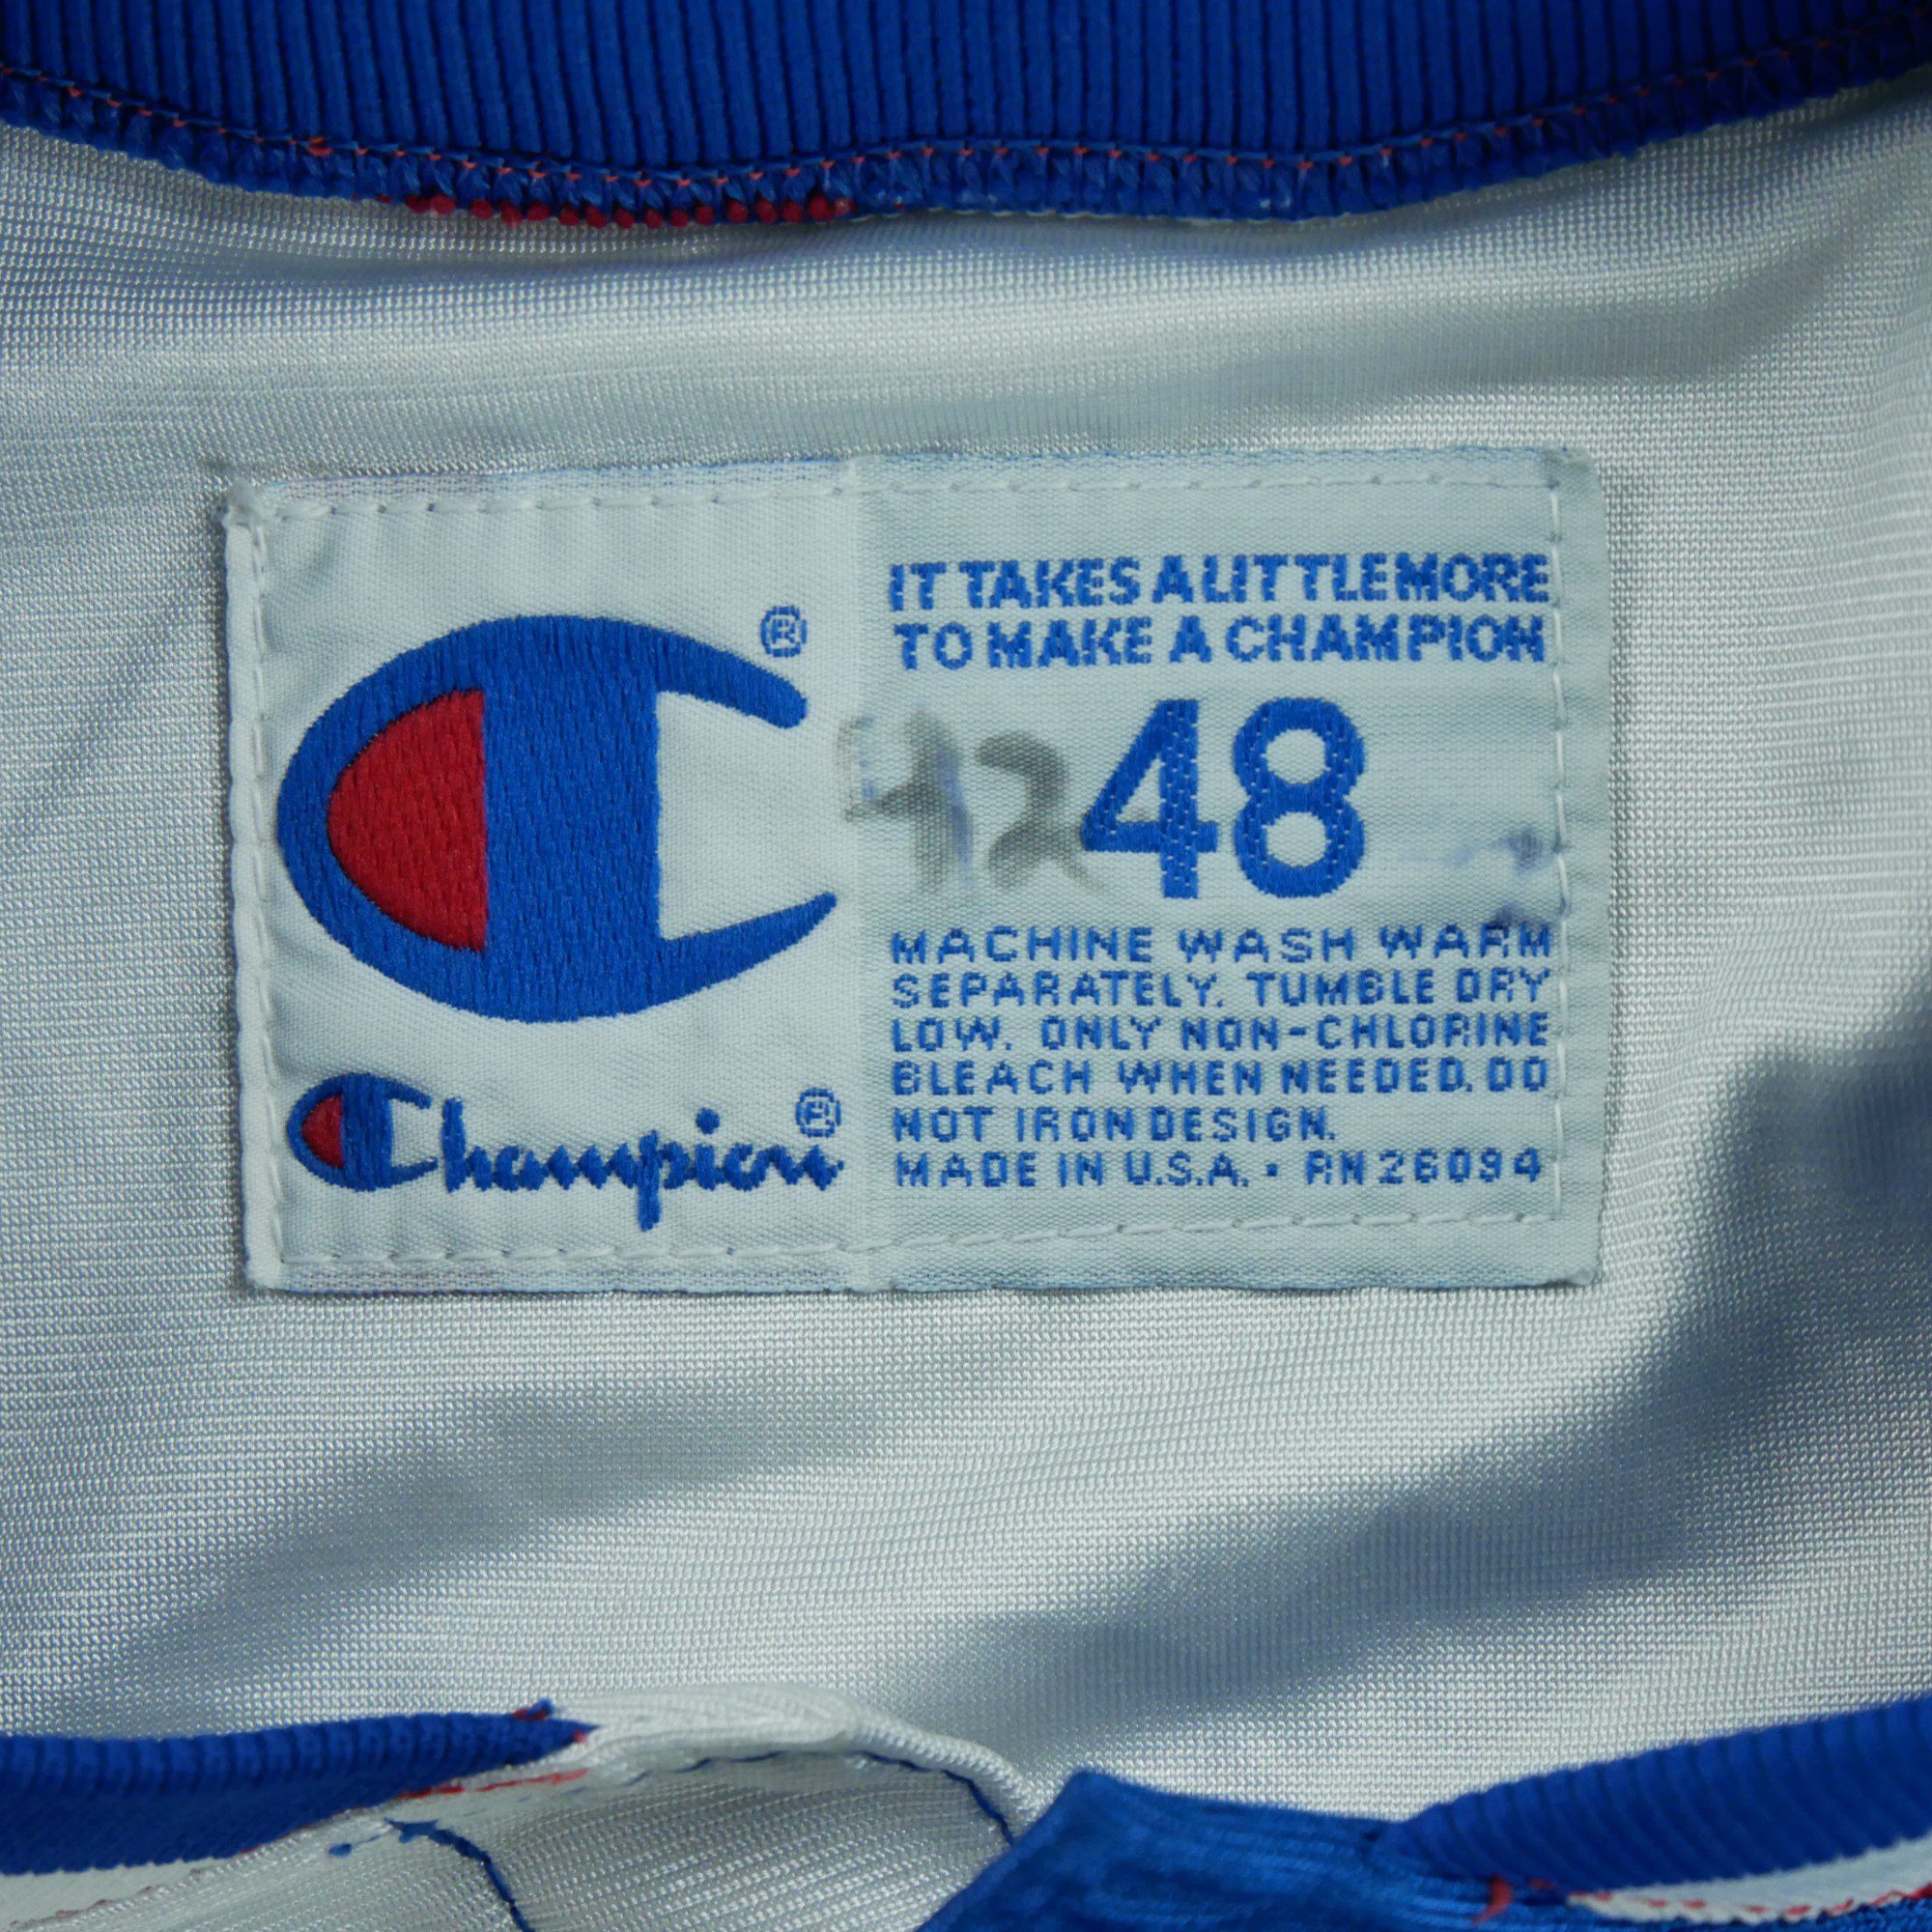 ®
Champion®
IT TAKES A LITTLE MORE
TO MAKE A CHAMPION
42 48
MACHINE WASH WARM
SEPARATELY. TUMBLE DRY
LOW. ONLY NON-CHLORINE
BLEACH WHEN NEEDED. DO
NOT IRON DESIGN.
MADE IN U.S.A. • RN 26094